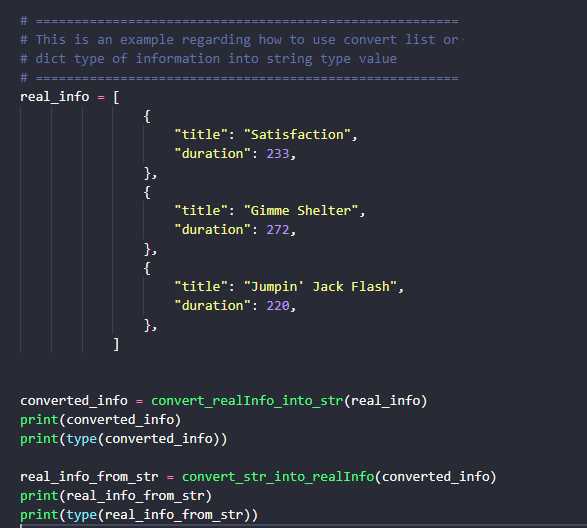 # =======================================================
# This is an example regarding how to use convert list or
# dict type of information into string type value
# =======================================================
real_info = [
                {
                    "title": "Satisfaction",
                    "duration": 233,
                },
                {
                    "title": "Gimme Shelter",
                    "duration": 272,
                },
                {
                    "title": "Jumpin' Jack Flash",
                    "duration": 220,
                },
            ]
converted_info = convert_realInfo_into_str(real_info)
print(converted_info)
print(type(converted_info))
real_info_from_str = convert_str_into_realInfo(converted_info)
print(real_info_from_str)
print(type(real_info_from_str))